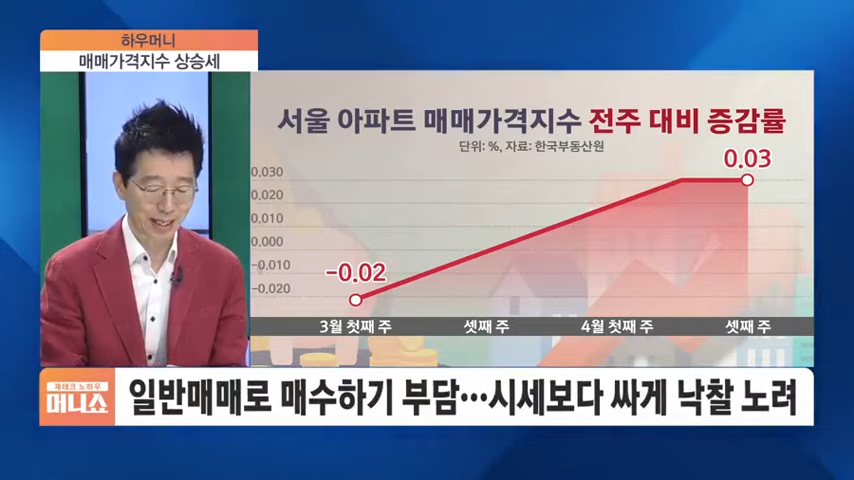 하우머니
매매가격지수 상승세
서울 아파트 매매가격지수 전주 대비 증감률
단위: %, 자료: 한국부동산원
0.03
0.030
0.020
0.010
0.000
-0.010
-0.020
-0.02
3월 첫째 주 셋째 주 4월 첫째 주 셋째 주
재테크 노하우
머니쇼
일반매매로 매수하기 부담…시세보다 싸게 낙찰 노려